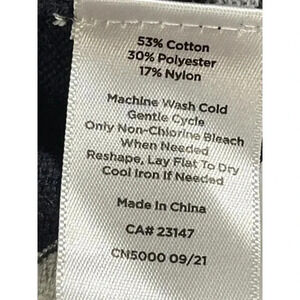 53% Cotton
30% Polyester
17% Nylon
Machine Wash Cold
Gentle Cycle
Only Non-Chlorine Bleach
When Needed
Reshape, Lay Flat To Dry
Cool Iron If Needed
Made In China
CA# 23147
CN5000 09/21